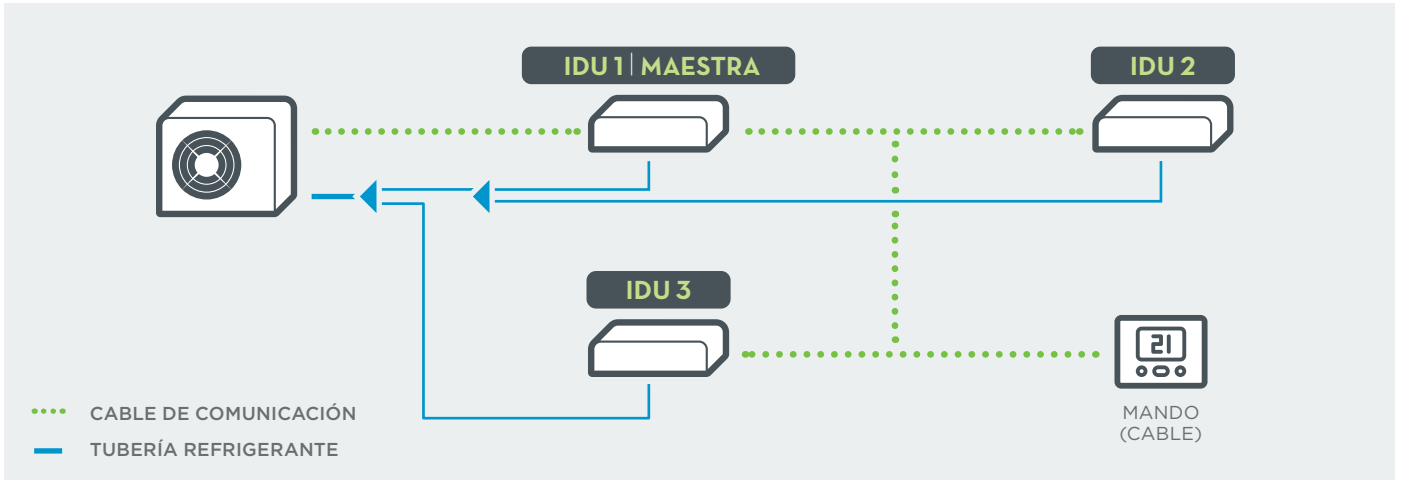 IDU 1 | MAESTRA
IDU 2
IDU 3
21
MANDO
(CABLE)
CABLE DE COMUNICACIÓN
TUBERÍA REFRIGERANTE